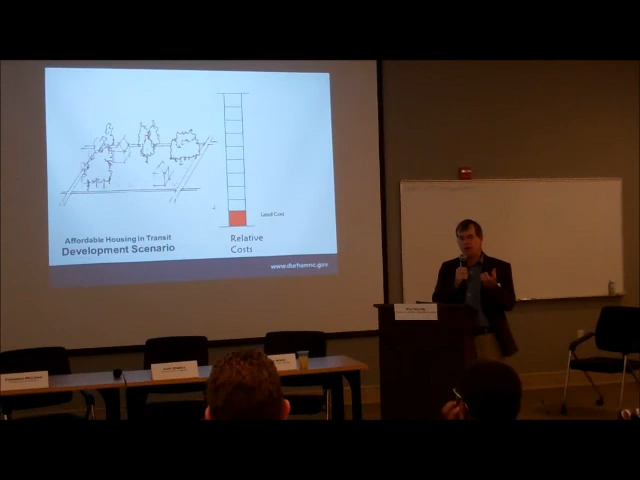 Land Cost
Affordable Housing in Transit
Development Scenario
Relative
Costs
www.durhamnc.gov